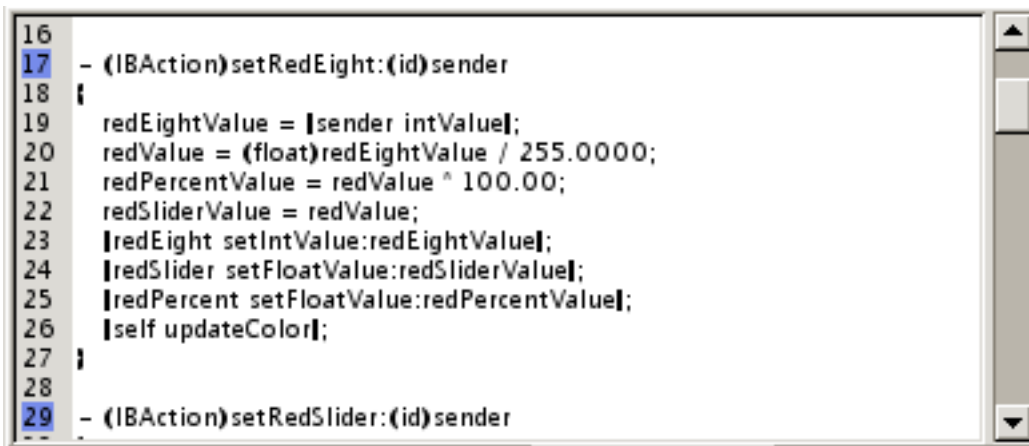 16
17 - (IBAction)setRedEight:(id)sender
18 {
19 redEightValue = [sender intValue];
20 redValue = (float)redEightValue / 255.0000;
21 redPercentValue = redValue * 100.00;
22 redSliderValue = redValue;
23 [redEight setIntValue:redEightValue];
24 [redSlider setFloatValue:redSliderValue];
25 [redPercent setFloatValue:redPercentValue];
26 [self updateColor];
27 }
28
29 - (IBAction)setRedSlider:(id)sender